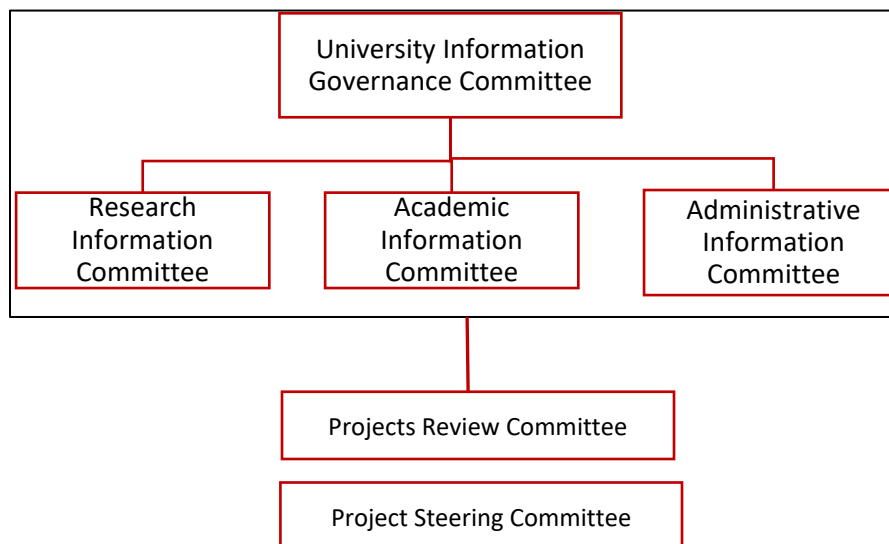 University Information
Governance Committee
Research
Information
Committee
Academic
Information
Committee
Administrative
Information
Committee
Projects Review Committee
Project Steering Committee